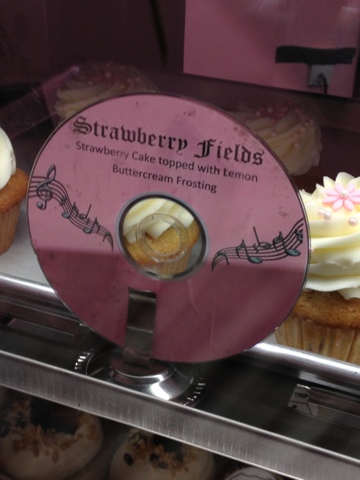 Strawberry Fields
Strawberry Cake topped with Lemon
Buttercream Frosting